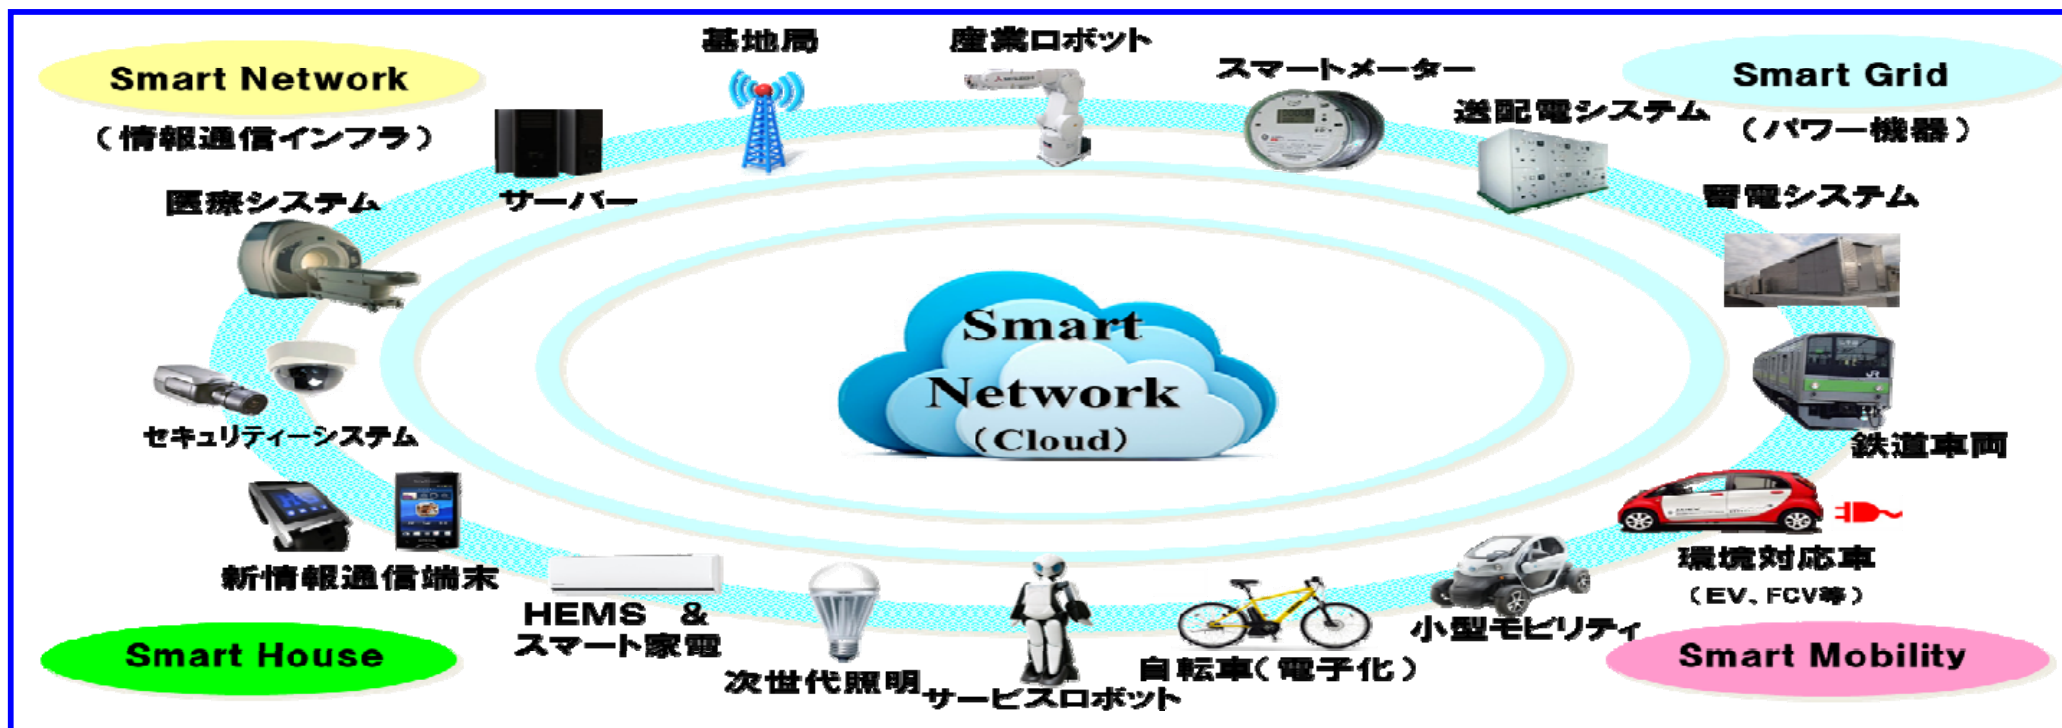 Smart Network
(情報通信インフラ)
基地局
産業ロボット
スマートメーター
Smart Grid
(パワー機器)
送配電システム
サーバー
医療システム
蓄電システム
Smart
Network
(Cloud)
JR
セキュリティーシステム
鉄道車両
新情報通信端末
環境対応車
(EV、FCV等)
HEMS &
スマート家電
小型モビリティ
Smart House
次世代照明
サービスロボット
自転車(電子化)
Smart Mobility